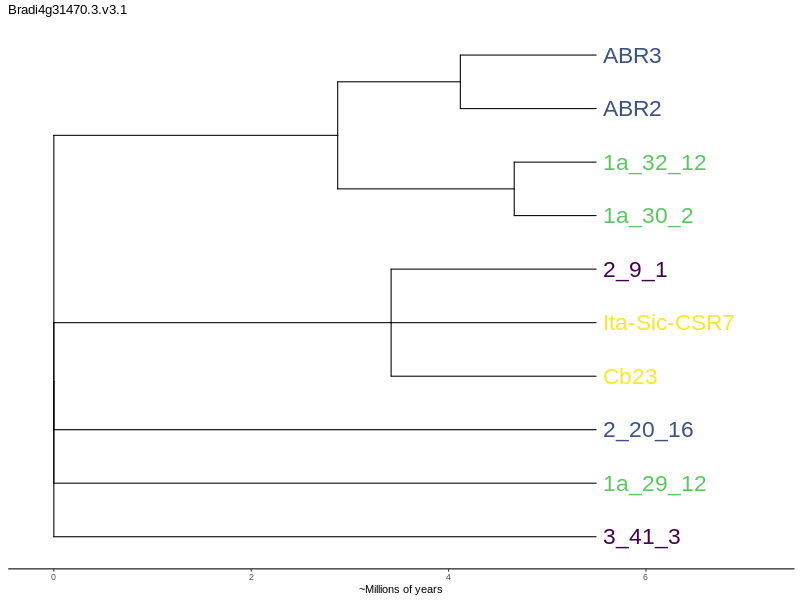 Bradi4g31470.3.v3.1
ABR3
ABR2
1a_32_12
1a_30_2
2_9_1
Ita-Sic-CSR7
Cb23
2_20_16
1a_29_12
3_41_3
0 2 4 6
~Millions of years